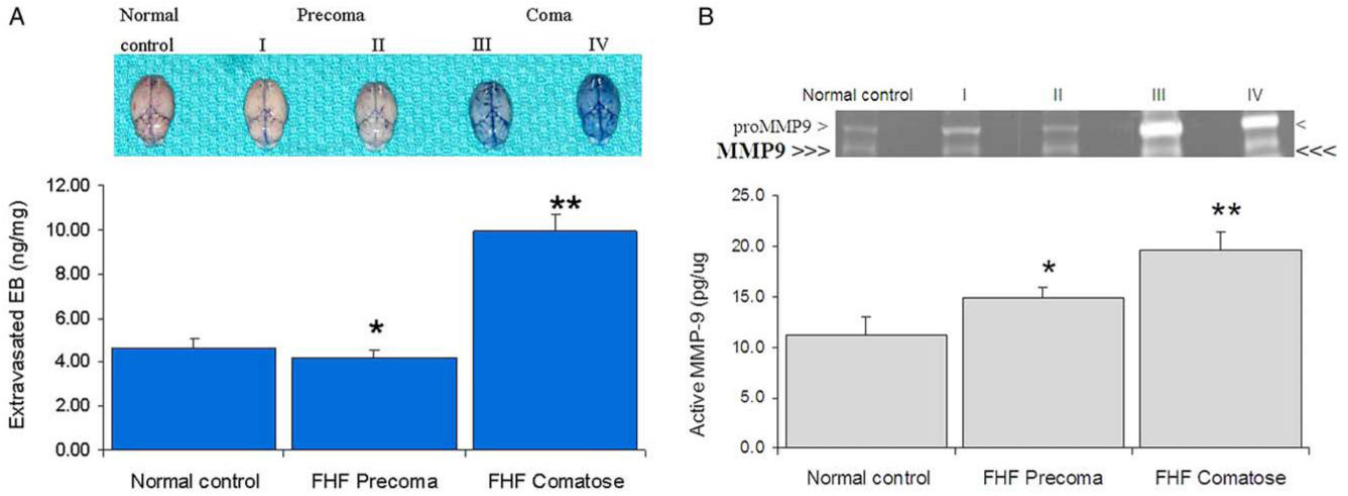 A
Normal Precoma Coma
control I II III IV
12.00
10.00
8.00
6.00
4.00
2.00
0.00
Extravasated EB (ng/mg)
*
**
Normal control FHF Precoma FHF Comatose
B
Normal control I II III IV
proMMP9 > <
MMP9 >>> <<<
25.0
20.0
15.0
10.0
5.0
0.0
Active MMP-9 (pg/ug)
*
**
Normal control FHF Precoma FHF Comatose